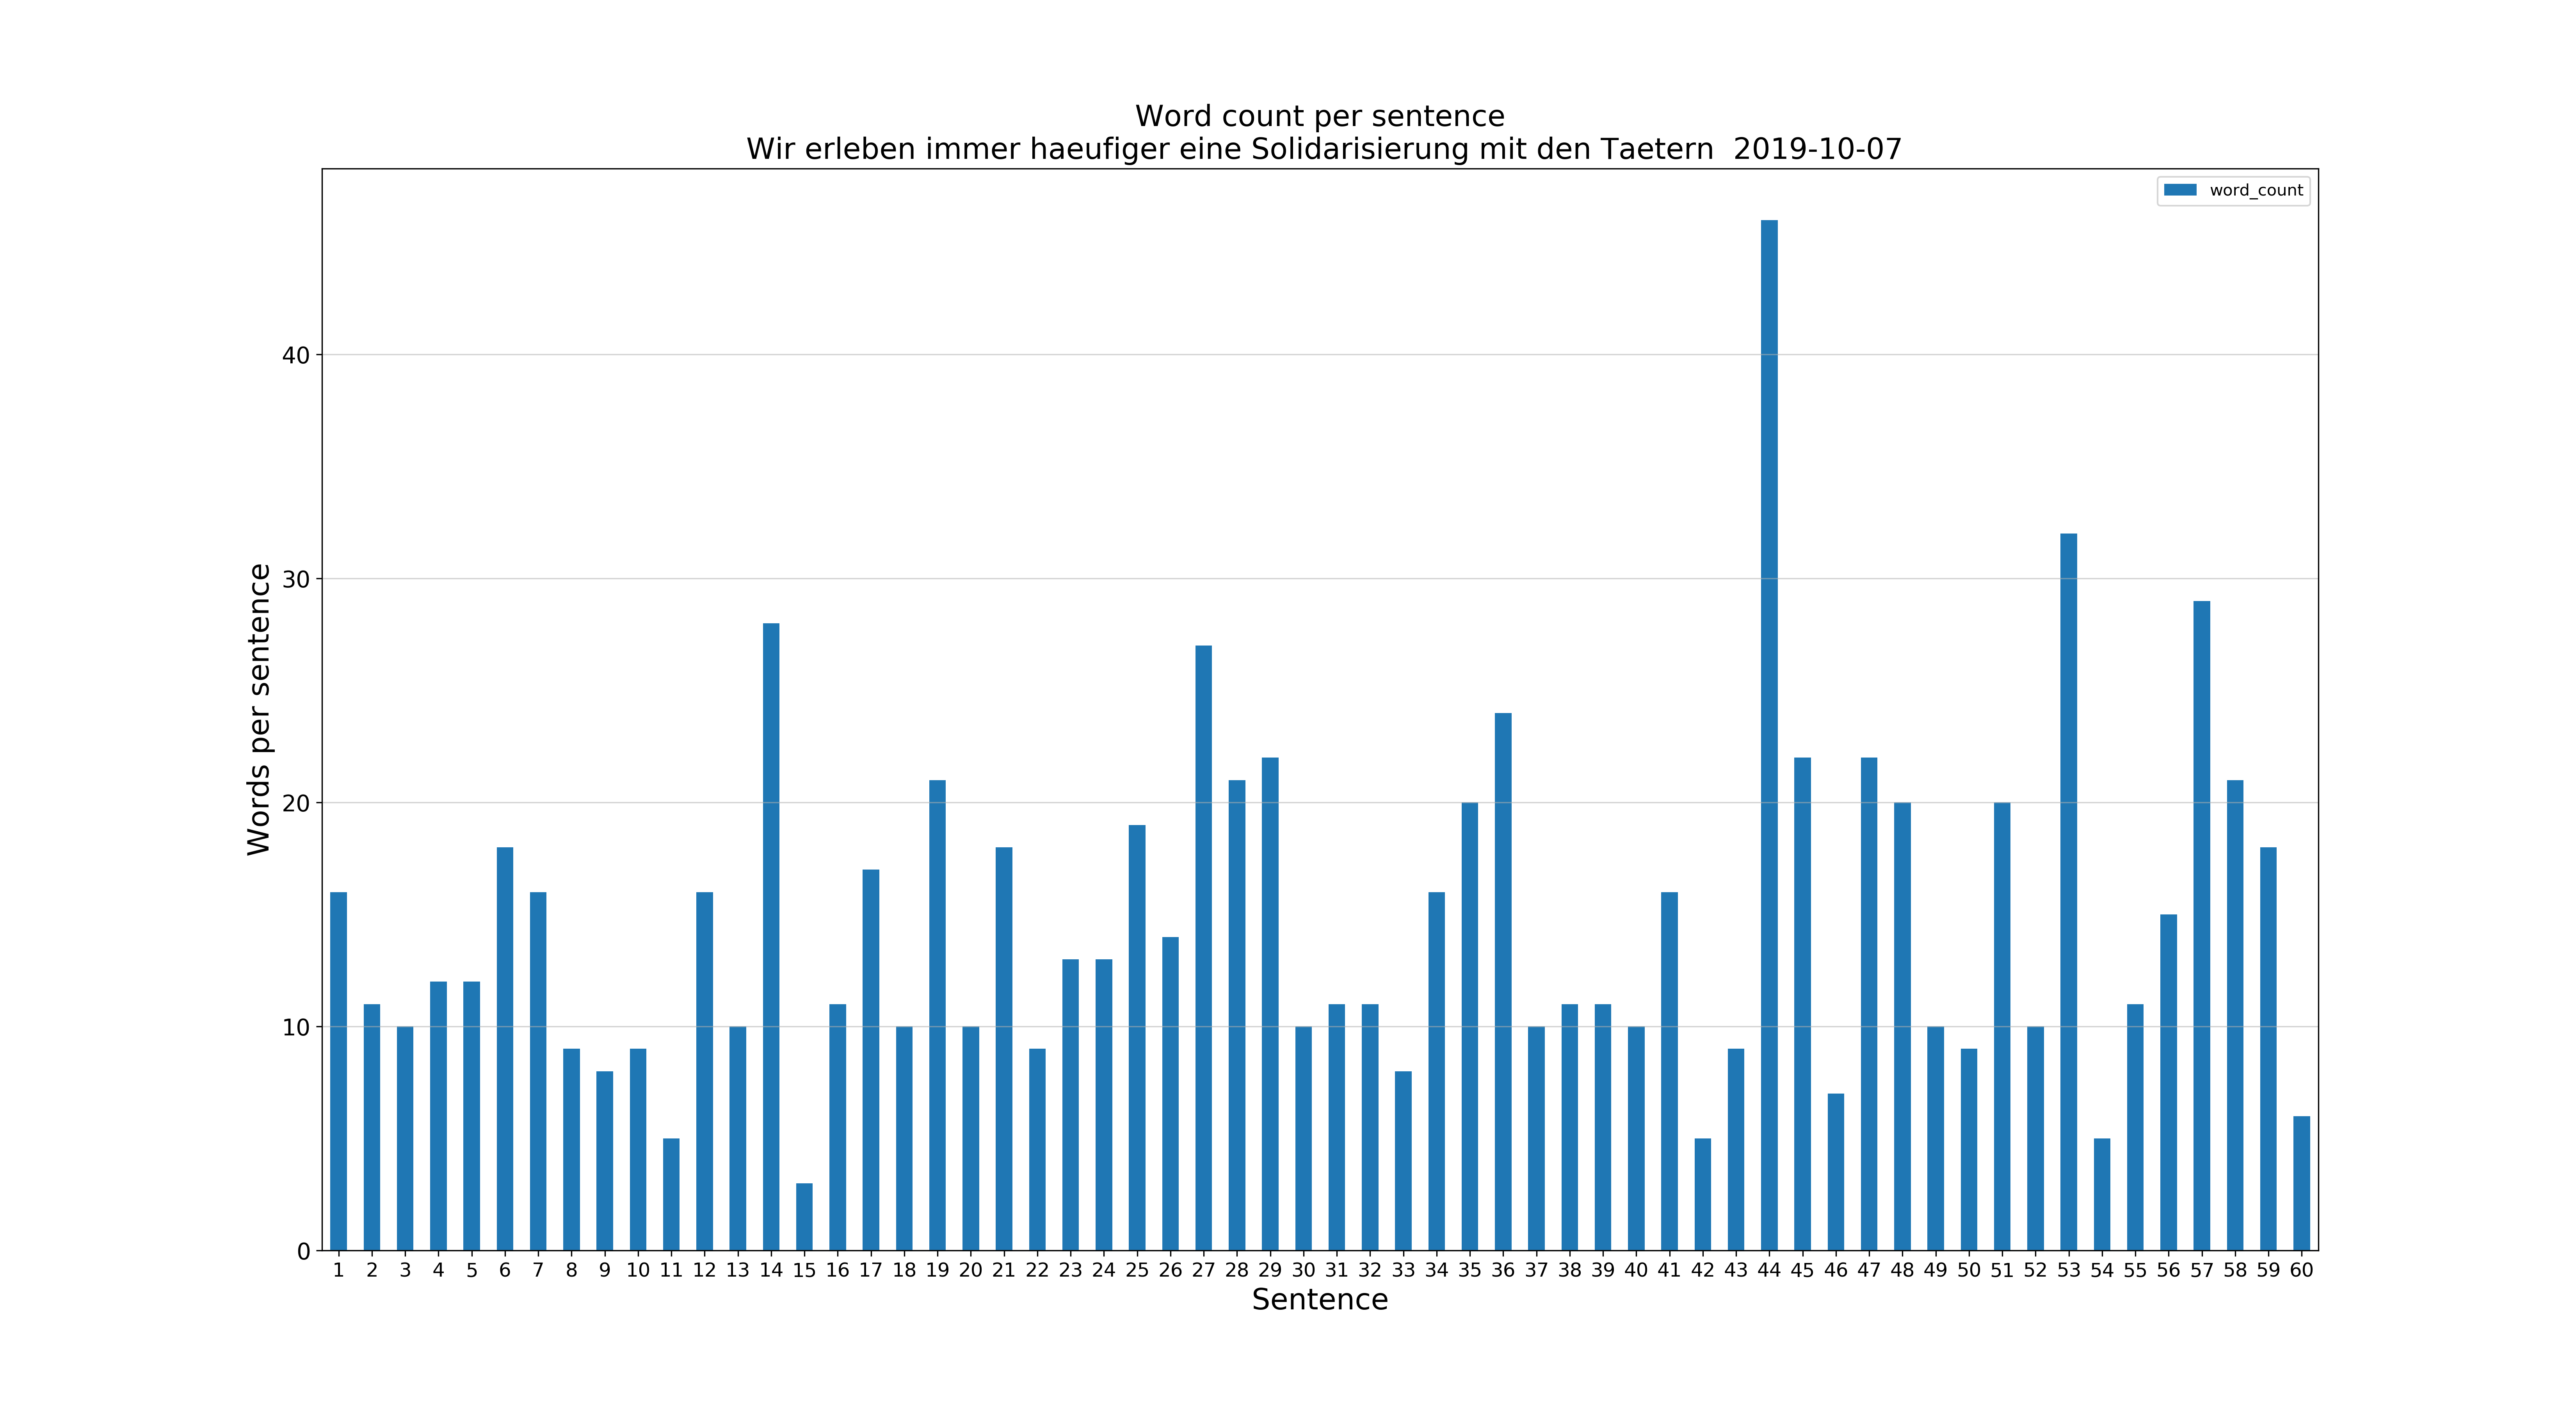 Word count per sentence
Wir erleben immer haeufiger eine Solidarisierung mit den Taetern  2019-10-07
word_count
Words per sentence
40
30
20
10
0
1 2 3 4 5 6 7 8 9 10 11 12 13 14 15 16 17 18 19 20 21 22 23 24 25 26 27 28 29 30 31 32 33 34 35 36 37 38 39 40 41 42 43 44 45 46 47 48 49 50 51 52 53 54 55 56 57 58 59 60
Sentence